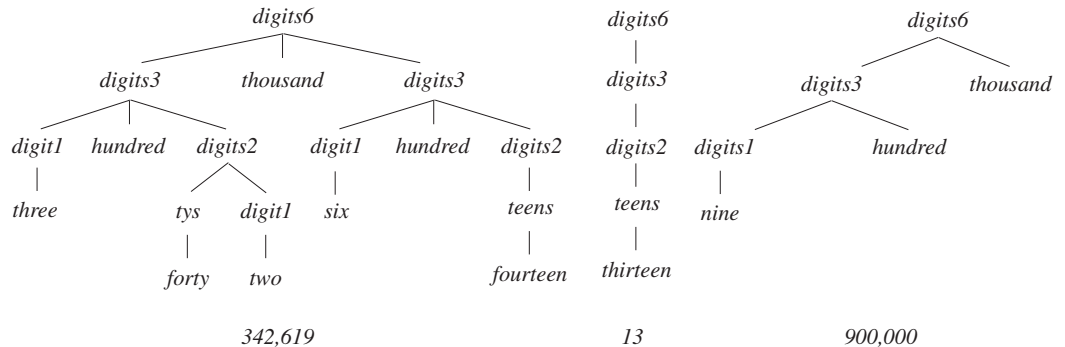 digits6 digits6 digits6
digits3 thousand digits3 digits3 digits3 thousand
digit1 hundred digits2 digit1 hundred digits2 digits2 digits1 hundred
three tys digit1 six teens teens nine
forty two fourteen thirteen
342,619 13 900,000